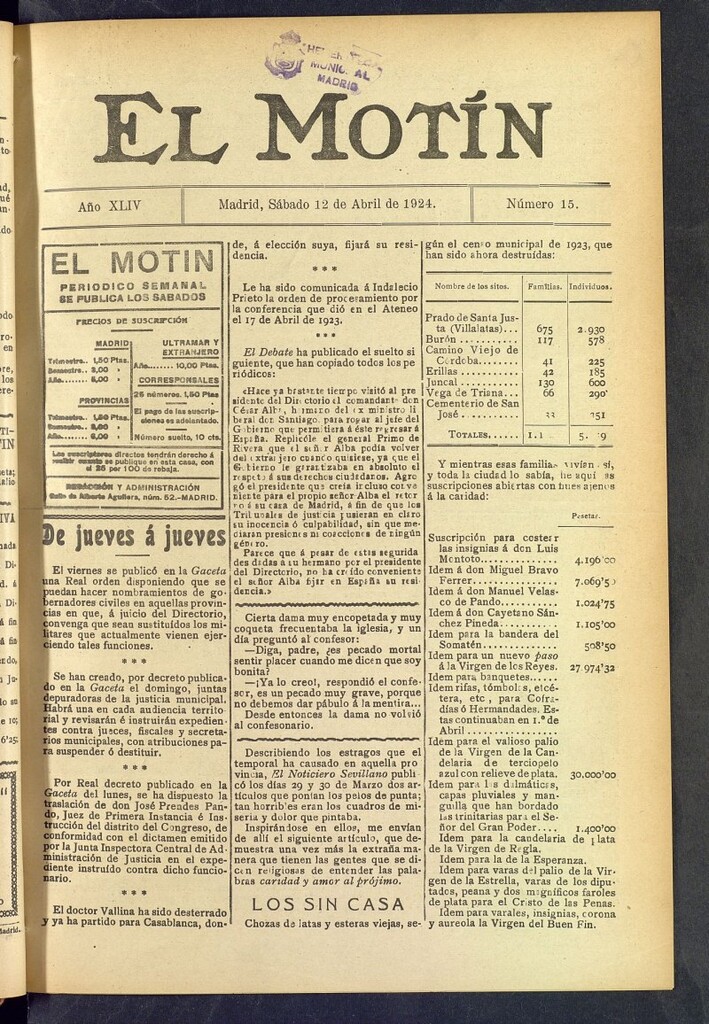 HEMEROTECA
MUNICIPAL
MADRID
EL MOTÍN
Año XLIV
Madrid, Sábado 12 de Abril de 1924.
Número 15.
EL MOTIN
PERIODICO SEMANAL
SE PUBLICA LOS SABADOS
PRECIOS DE SUSCRIPCIÓN
MADRID
Trimestre.. 1,50 Ptas.
Semestre... 3,00 »
Año........ 6,00 »
PROVINCIAS
Trimestre.. 1,50 Ptas.
Semestre... 3,00 »
Año........ 6,00 »
ULTRAMAR Y
EXTRANJERO
Año........ 10,00 Ptas.
CORRESPONSALES
25 números, 1,50 Ptas
El pago de las suscrip-
ciones es adelantado.
Número suelto, 10 cts.
Los suscriptores directos tendrán derecho á
recibir cuanto se publique en esta casa, con
el 25 por 100 de rebaja.
REDACCIÓN Y ADMINISTRACIÓN
Calle de Alberto Aguilera, núm. 52.-MADRID.
De jueves á jueves
El viernes se publicó en la Gaceta
una Real orden disponiendo que se
puedan hacer nombramientos de go-
bernadores civiles en aquellas provin-
cias en que, á juicio del Directorio,
convenga que sean sustituídos los mi-
litares que actualmente vienen ejer-
ciendo tales funciones.
* * *
Se han creado, por decreto publica-
do en la Gaceta el domingo, juntas
depuradoras de la justicia municipal.
Habrá una en cada audiencia territo-
rial y revisarán é instruirán expedien-
tes contra jueces, fiscales y secreta-
rios municipales, con atribuciones pa-
ra suspender ó destituir.
* * *
Por Real decreto publicado en la
Gaceta del lunes, se ha dispuesto la
traslación de don José Prendes Pan-
do, Juez de Primera Instancia é Ins-
trucción del distrito del Congreso, de
conformidad con el dictamen emitido
por la Junta Inspectora Central de Ad-
ministración de Justicia en el expe-
diente instruído contra dicho funcio-
nario.
* * *
El doctor Vallina ha sido desterrado
y ya ha partido para Casablanca, don-
de, á elección suya, fijará su resi-
dencia.
* * *
Le ha sido comunicada á Indalecio
Prieto la orden de procesamiento por
la conferencia que dió en el Ateneo
el 17 de Abril de 1923.
* * *
El Debate ha publicado el suelto si
guiente, que han copiado todos los pe
riódicos:
«Hace ya bastante tiempo visitó al pre
sidente del Directorio el comandante don
César Alba, hermano del ex ministro li
beral don Santiago, para rogar al jefe del
Gobierno que permitiera á éste regresar á
España. Replicóle el general Primo de
Rivera que el señor Alba podía volver
del extranjero cuando quisiese, ya que el
Gobierno le garantizaba en absoluto el
respeto á sus derechos ciudadanos. Agre
gó el presidente que creía incluso conve
niente para el propio señor Alba el retor
no á su casa de Madrid, á fin de que los
Tribunales de justicia pusieran en claro
su inocencia ó culpabilidad, sin que me
diaran presiones ni coacciones de ningún
género.
Parece que á pesar de estas segurida
des dadas á su hermano por el presidente
del Directorio, no ha creído conveniente
el señor Alba fijar en España su resi
dencia.»
Cierta dama muy encopetada y muy
coqueta frecuentaba la iglesia, y un
día preguntó al confesor:
—Diga, padre, ¿es pecado mortal
sentir placer cuando me dicen que soy
bonita?
—¡Ya lo creo!, respondió el confe-
sor, es un pecado muy grave, porque
no debemos dar pábulo á la mentira...
Desde entonces la dama no volvió
al confesonario.
Describiendo los estragos que el
temporal ha causado en aquella pro
vincia, El Noticiero Sevillano publi
có los días 29 y 30 de Marzo dos ar
tículos que ponían los pelos de punta;
tan horribles eran los cuadros de mi-
seria y dolor que pintaba.
Inspirándose en ellos, me envían
de allí el siguiente artículo, que de-
muestra una vez más la extraña ma-
nera que tienen las gentes que se di-
cen religiosas de entender las pala-
bras caridad y amor al prójimo.
LOS SIN CASA
Chozas de latas y esteras viejas, se-
gún el censo municipal de 1923, que
han sido ahora destruídas:
Nombre de los sitos. Familias. Individuos.
Prado de Santa Jus-
ta (Villalatas)... 675 2.930
Burón............ 117 578
Camino Viejo de
Córdoba........ 41 225
Erillas........... 42 185
Juncal........... 130 600
Vega de Triana... 66 290
Cementerio de San
José........... 33 251
TOTALES......
Y mientras esas familias vivían así,
y toda la ciudad lo sabía, he aquí las
suscripciones abiertas con fines ajenos
á la caridad:
Pesetas.
Suscripción para costear
las insignias á don Luis
Montoto............... 4.196'00
Idem á don Miguel Bravo
Ferrer................ 7.069'50
Idem á don Manuel Velas-
co de Pando........... 1.024'75
Idem á don Cayetano Sán-
chez Pineda........... 1.105'00
Idem para la bandera del
Somatén............... 508'50
Idem para un nuevo paso
á la Virgen de los Reyes. 27.974'32
Idem para banquetes.....
Idem rifas, tómbolas, etcé-
tera, etc, para Cofra-
días ó Hermandades. Es-
tas continuaban en 1.º de
Abril................
Idem para el valioso palio
de la Virgen de la Can-
delaria de terciopelo
azul con relieve de plata. 30.000'00
Idem para las dalmáticas,
capas pluviales y man-
guilla que han bordado
las trinitarias para el Se-
ñor del Gran Poder.... 1.400'00
Idem para la candelaria de plata
de la Virgen de Regla.
Idem para la de la Esperanza.
Idem para varas del palio de la Vir-
gen de la Estrella, varas de los dipu-
tados, peana y dos magníficos faroles
de plata para el Cristo de las Penas.
Idem para varales, insignias, corona
y aureola la Virgen del Buen Fin.